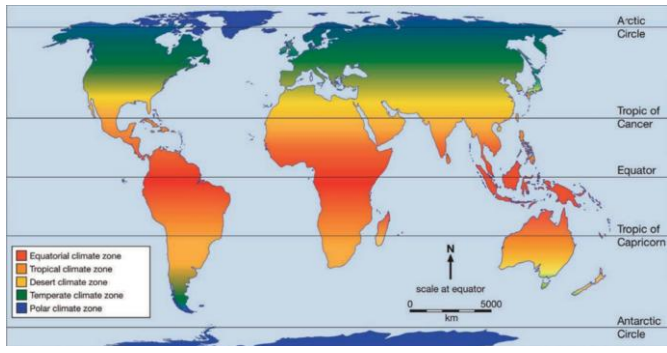 Arctic
Circle
Tropic of
Cancer
Equator
Tropic of
Capricorn
Equatorial climate zone
Tropical climate zone
Desert climate zone
Temperate climate zone
Polar climate zone
N
scale at equator
0 5000
km
Antarctic
Circle